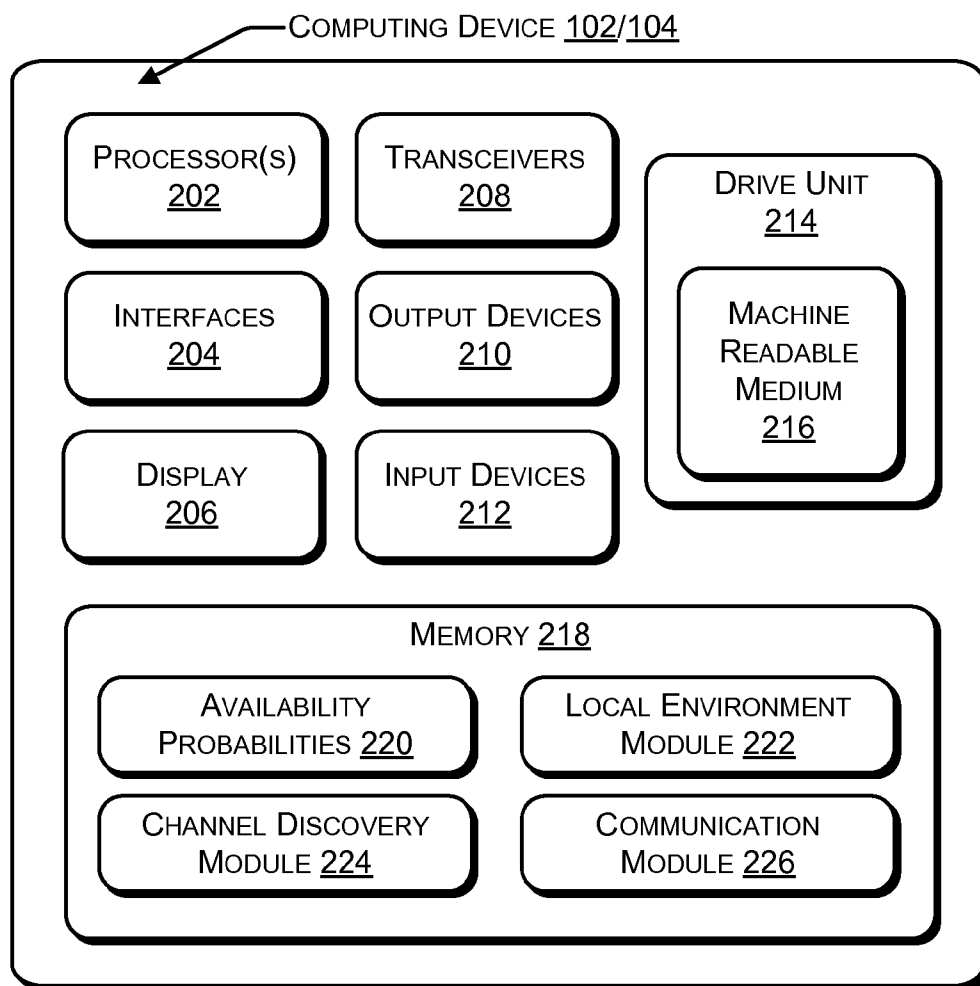 COMPUTING DEVICE 102/104
PROCESSOR(S)
202
TRANSCEIVERS
208
DRIVE UNIT
214
INTERFACES
204
OUTPUT DEVICES
210
MACHINE
READABLE
MEDIUM
216
DISPLAY
206
INPUT DEVICES
212
MEMORY 218
AVAILABILITY
PROBABILITIES 220
LOCAL ENVIRONMENT
MODULE 222
CHANNEL DISCOVERY
MODULE 224
COMMUNICATION
MODULE 226